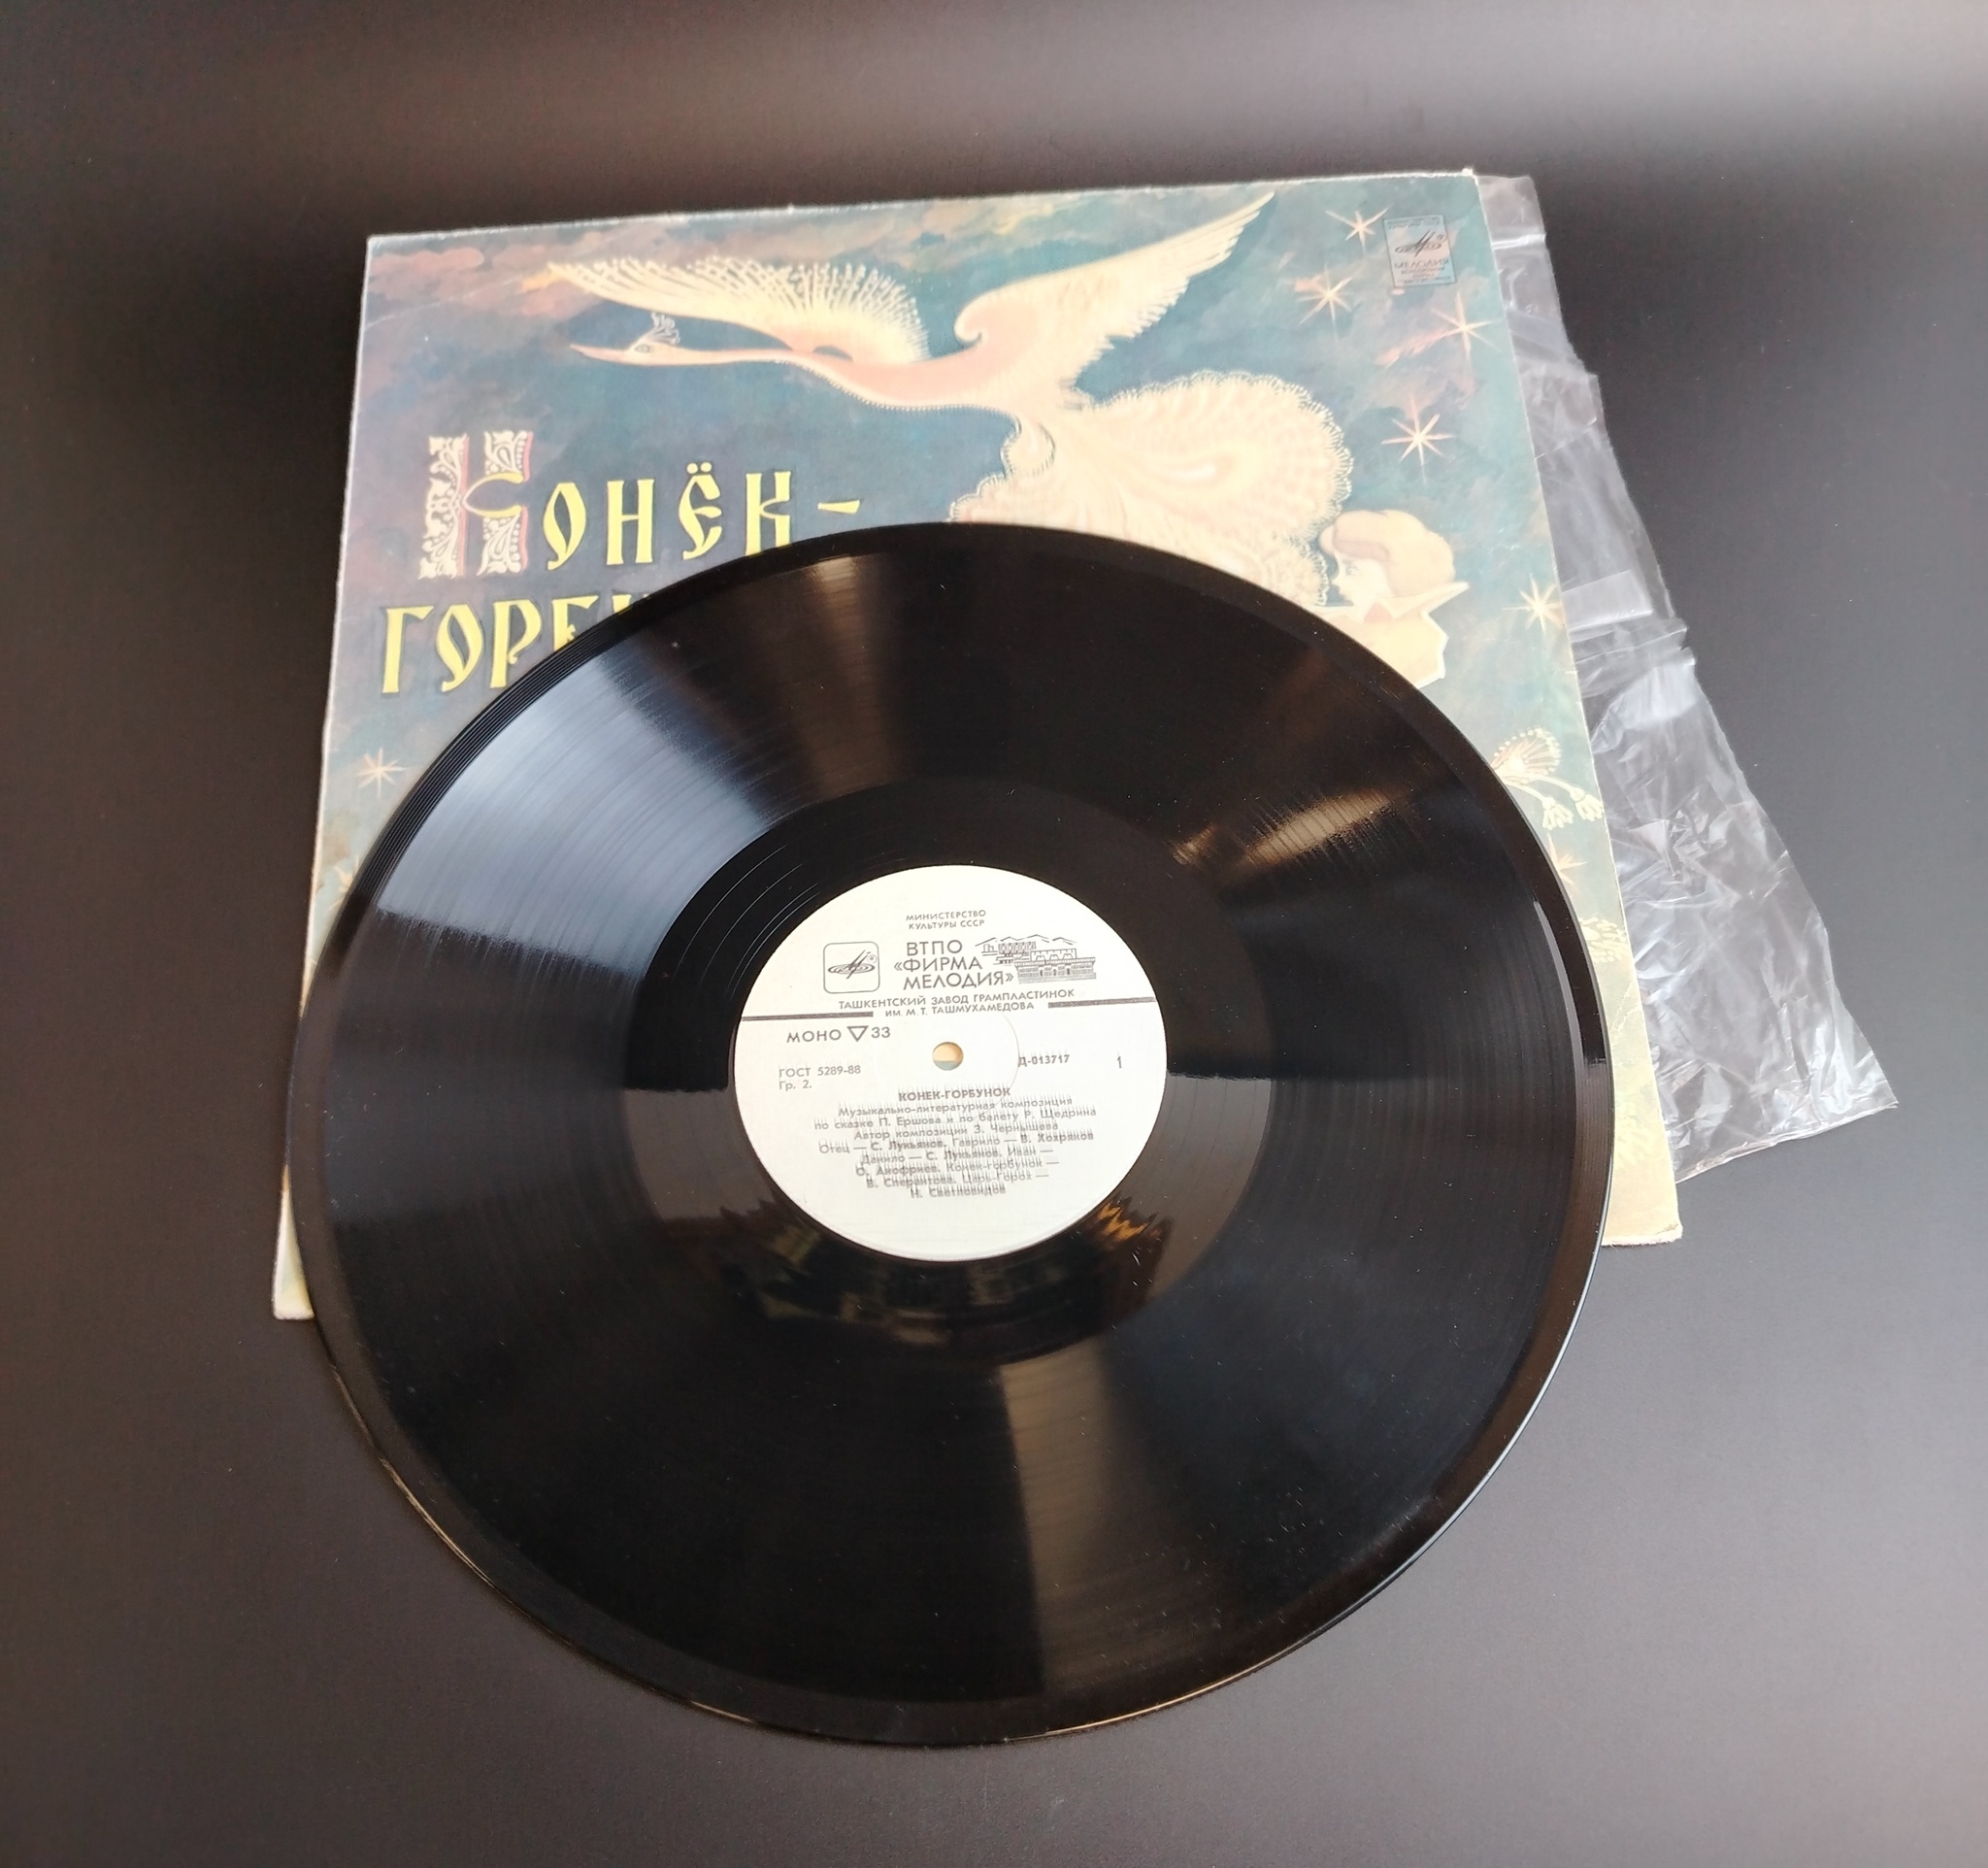 Конёк-
МЕЛОДИЯ
МИНИСТЕРСТВО
КУЛЬТУРЫ СССР
ВТПО
«ФИРМА
МЕЛОДИЯ»
ТАШКЕНТСКИЙ ЗАВОД ГРАМПЛАСТИНОК
ИМ. М. Т. ТАШМУХАМЕДОВА
МОНО 33
ГОСТ 5289-88
Гр. 2.
Д-013717
1
КОНЕК-ГОРБУНОК
Музыкально-литературная композиция
по сказке П. Ершова и по балету Р. Щедрина
Автор композиции З. Чернышева
Отец — С. Лукьянов, Гаврило — В. Хохряков
Данило — С. Лукьянов, Иван —
О. Анофриев, Конек-горбунок —
В. Сперантова, Царь-Горох —
Н. Светловидов